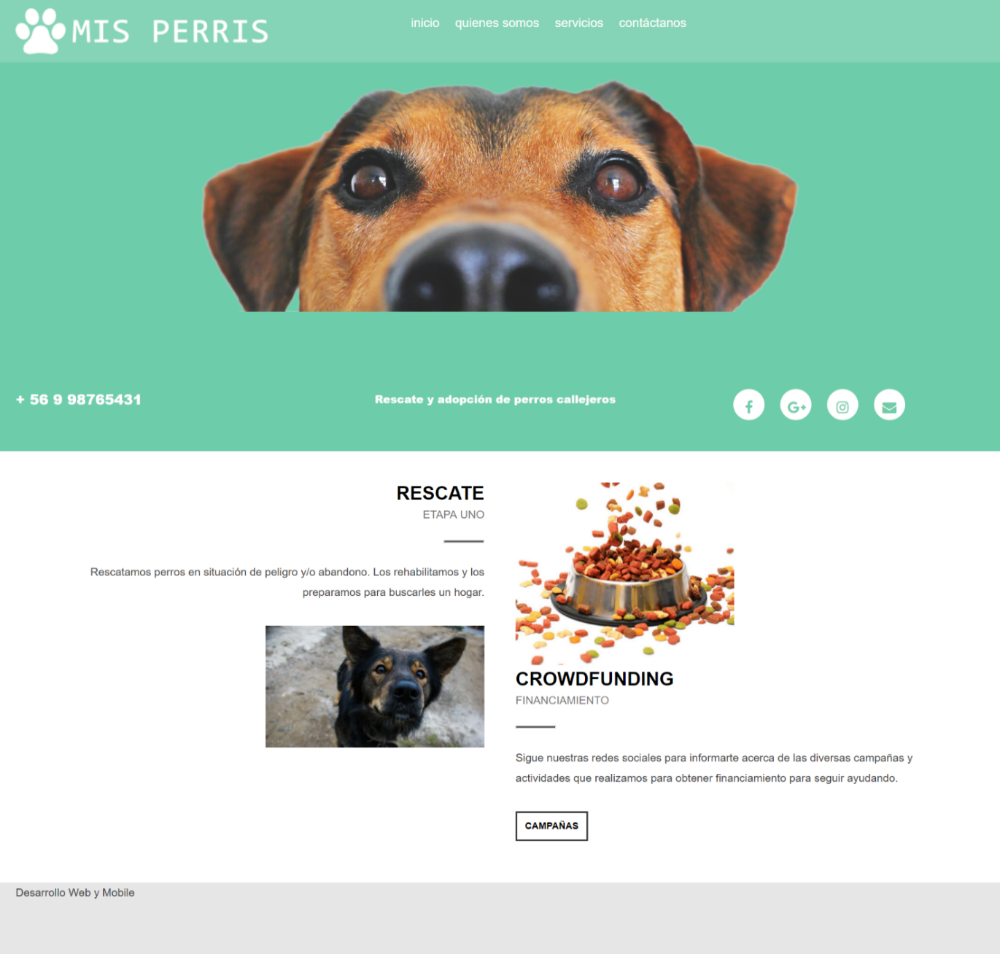 MIS PERRIS
inicio quienes somos servicios contáctanos
+ 56 9 98765431
Rescate y adopción de perros callejeros
G+
RESCATE
ETAPA UNO
Rescatamos perros en situación de peligro y/o abandono. Los rehabilitamos y los
preparamos para buscarles un hogar.
CROWDFUNDING
FINANCIAMIENTO
Sigue nuestras redes sociales para informarte acerca de las diversas campañas y
actividades que realizamos para obtener financiamiento para seguir ayudando.
CAMPAÑAS
Desarrollo Web y Mobile